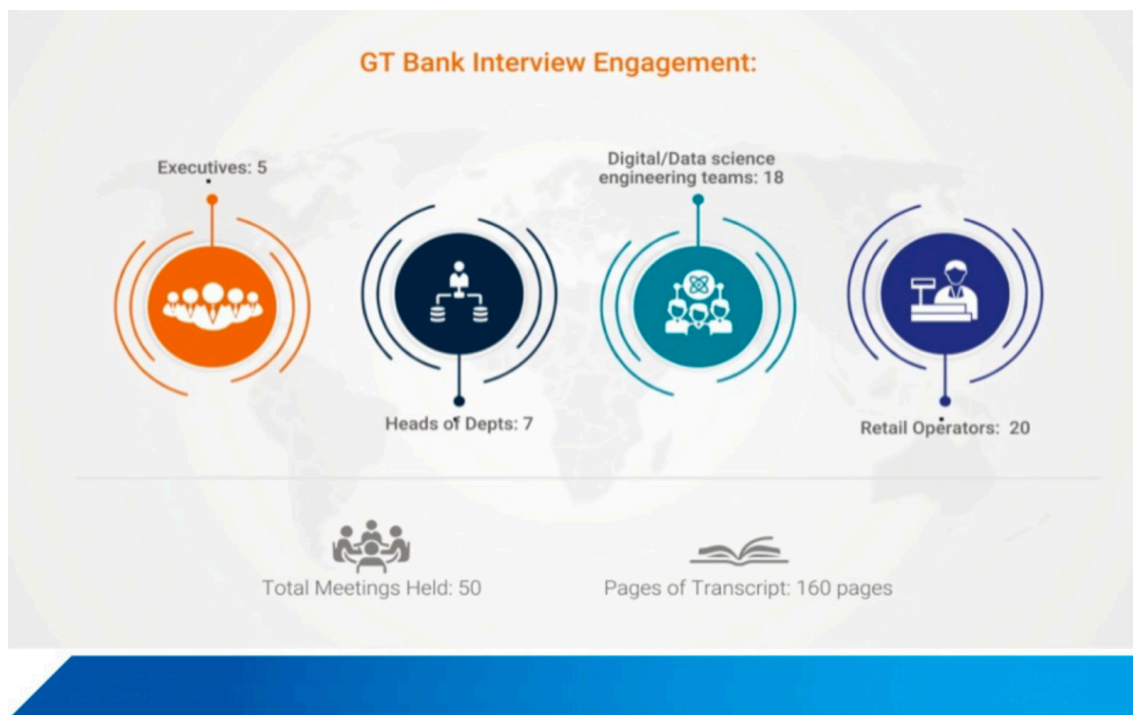 GT Bank Interview Engagement:
Executives: 5
Digital/Data science
engineering teams: 18
Heads of Depts: 7
Retail Operators: 20
Total Meetings Held: 50
Pages of Transcript: 160 pages